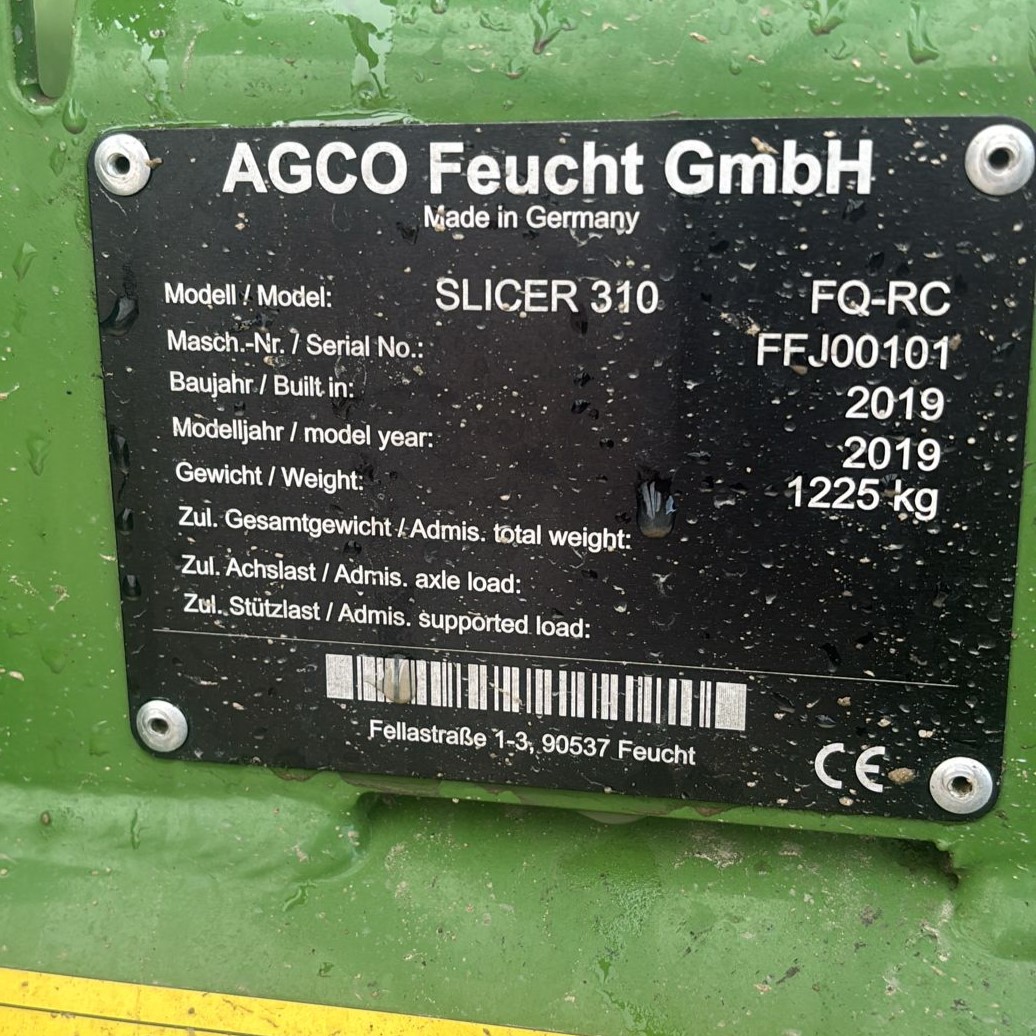 AGCO Feucht GmbH
Made in Germany
Modell / Model: SLICER 310 FQ-RC
Masch.-Nr. / Serial No.: FFJ00101
Baujahr / Built in: 2019
Modelljahr / model year: 2019
Gewicht / Weight: 1225 kg
Zul. Gesamtgewicht / Admis. total weight:
Zul. Achslast / Admis. axle load:
Zul. Stützlast / Admis. supported load:
Fellastraße 1-3, 90537 Feucht
CE